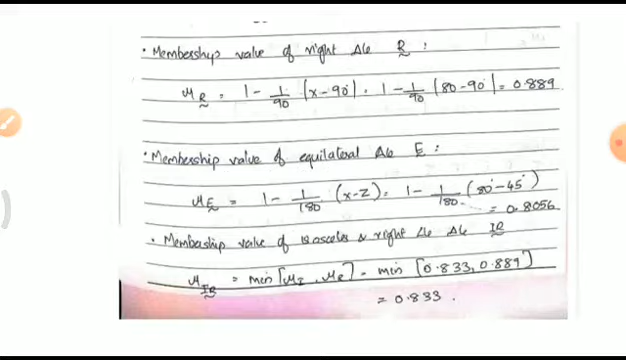 • Membership value of right Δle R̰ :
μR̰ = 1 - 1/90 |x-90°| = 1 - 1/90 |80-90°| = 0.889
• Membership value of equilateral Δle Ḛ :
μḚ = 1 - 1/180 (x-z) = 1 - 1/180 (80°-45°)
= 0.8056
• Membership value of isosceles & right Δle Δle IR̰
μIR̰ = min [μI, μR] = min [0.833, 0.889]
= 0.833 .